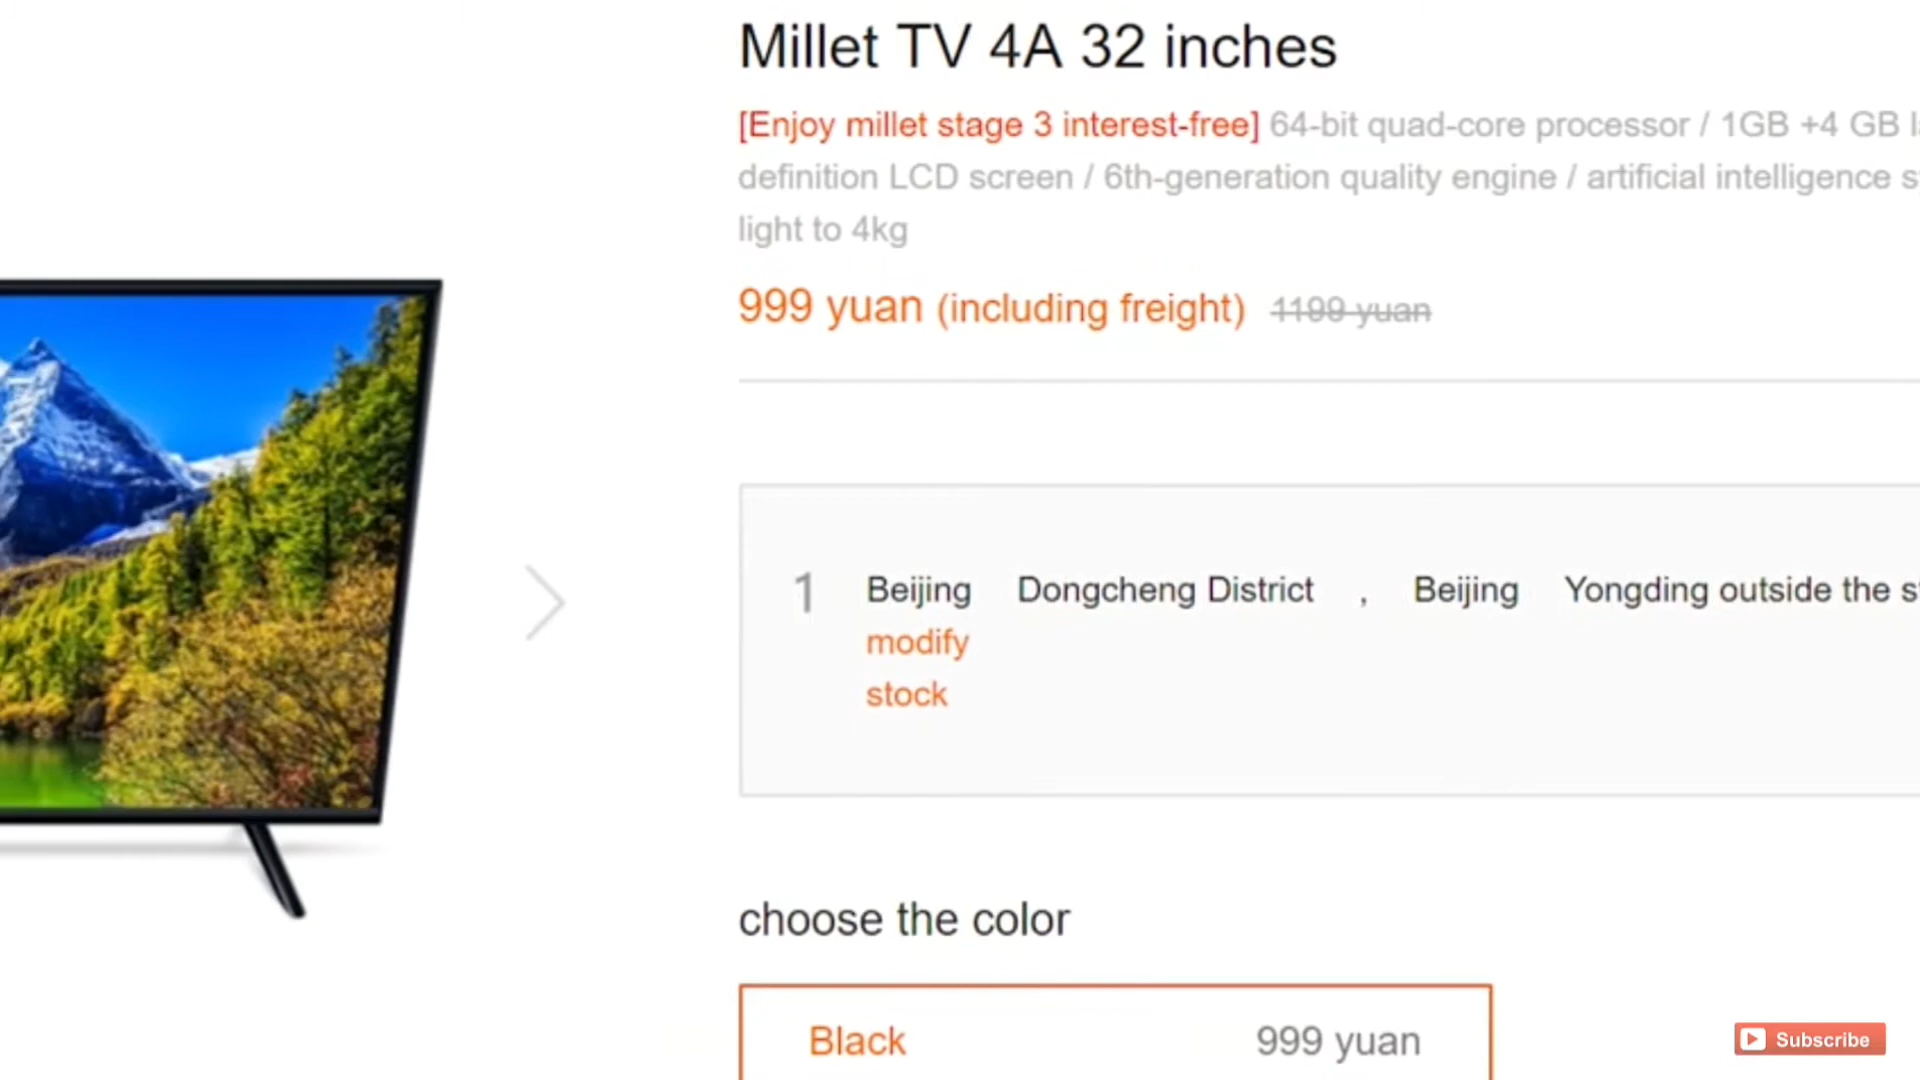 Millet TV 4A 32 inches
[Enjoy millet stage 3 interest-free] 64-bit quad-core processor / 1GB +4 GB
definition LCD screen / 6th-generation quality engine / artificial intelligence
light to 4kg
999 yuan (including freight) 1199 yuan
1 Beijing Dongcheng District , Beijing Yongding outside the
modify
stock
choose the color
Black 999 yuan
Subscribe